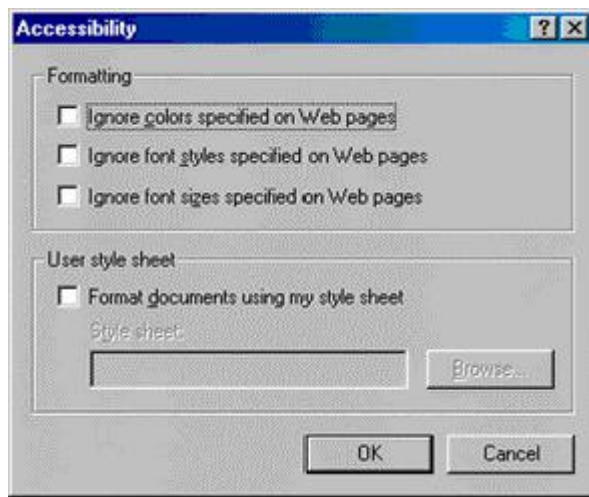 Accessibility
Formatting
Ignore colors specified on Web pages
Ignore font styles specified on Web pages
Ignore font sizes specified on Web pages
User style sheet
Format documents using my style sheet
Style sheet:
Browse...
OK Cancel